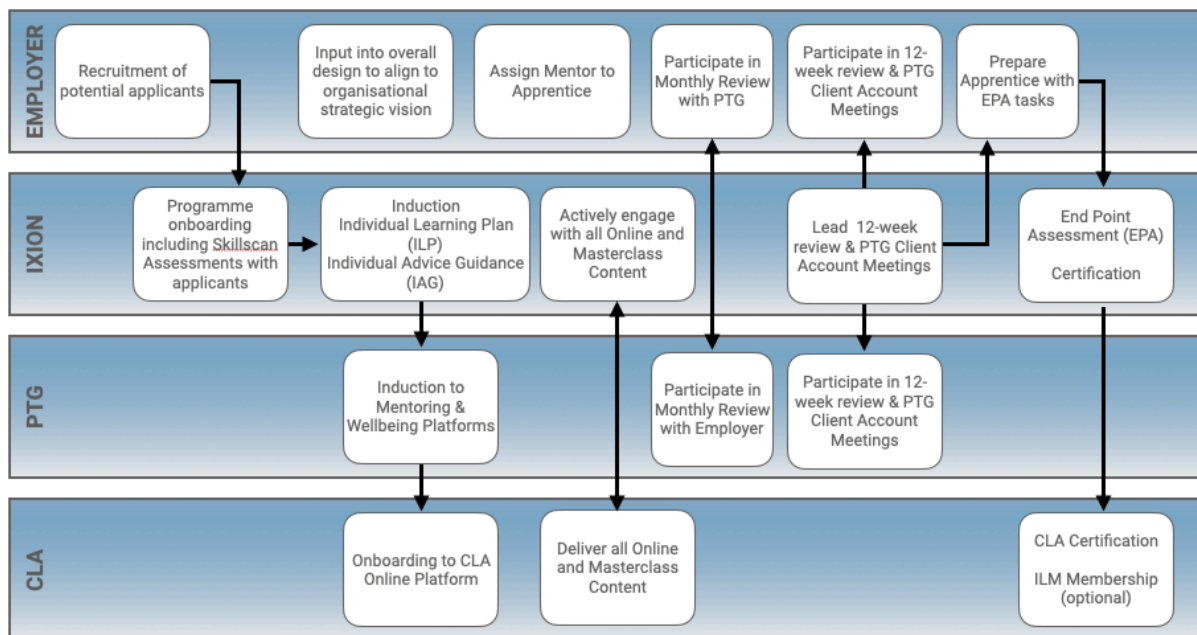 EMPLOYER
Recruitment of
potential applicants
Input into overall
design to align to
organisational
strategic vision
Assign Mentor to
Apprentice
Participate in
Monthly Review
with PTG
Participate in 12-
week review & PTG
Client Account
Meetings
Prepare
Apprentice with
EPA tasks
IXION
Programme
onboarding
including Skillscan
Assessments with
applicants
Induction
Individual Learning Plan
(ILP)
Individual Advice Guidance
(IAG)
Actively engage
with all Online and
Masterclass
Content
Lead 12-week
review & PTG Client
Account Meetings
End Point
Assessment (EPA)
Certification
PTG
Induction to
Mentoring &
Wellbeing Platforms
Participate in
Monthly Review
with Employer
Participate in 12-
week review & PTG
Client Account
Meetings
CLA
Onboarding to CLA
Online Platform
Deliver all Online
and Masterclass
Content
CLA Certification
ILM Membership
(optional)